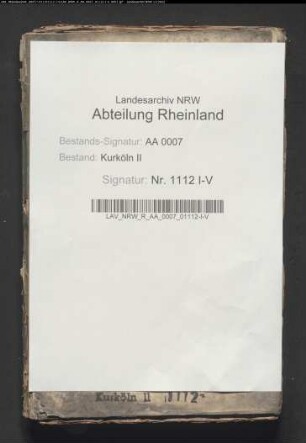 Landesarchiv NRW
Abteilung Rheinland
Bestands-Signatur: AA 0007
Bestand: Kurköln II
Signatur: Nr. 1112 I-V
LAV_NRW_R_AA_0007_01112-I-V
Kurköln II 1112